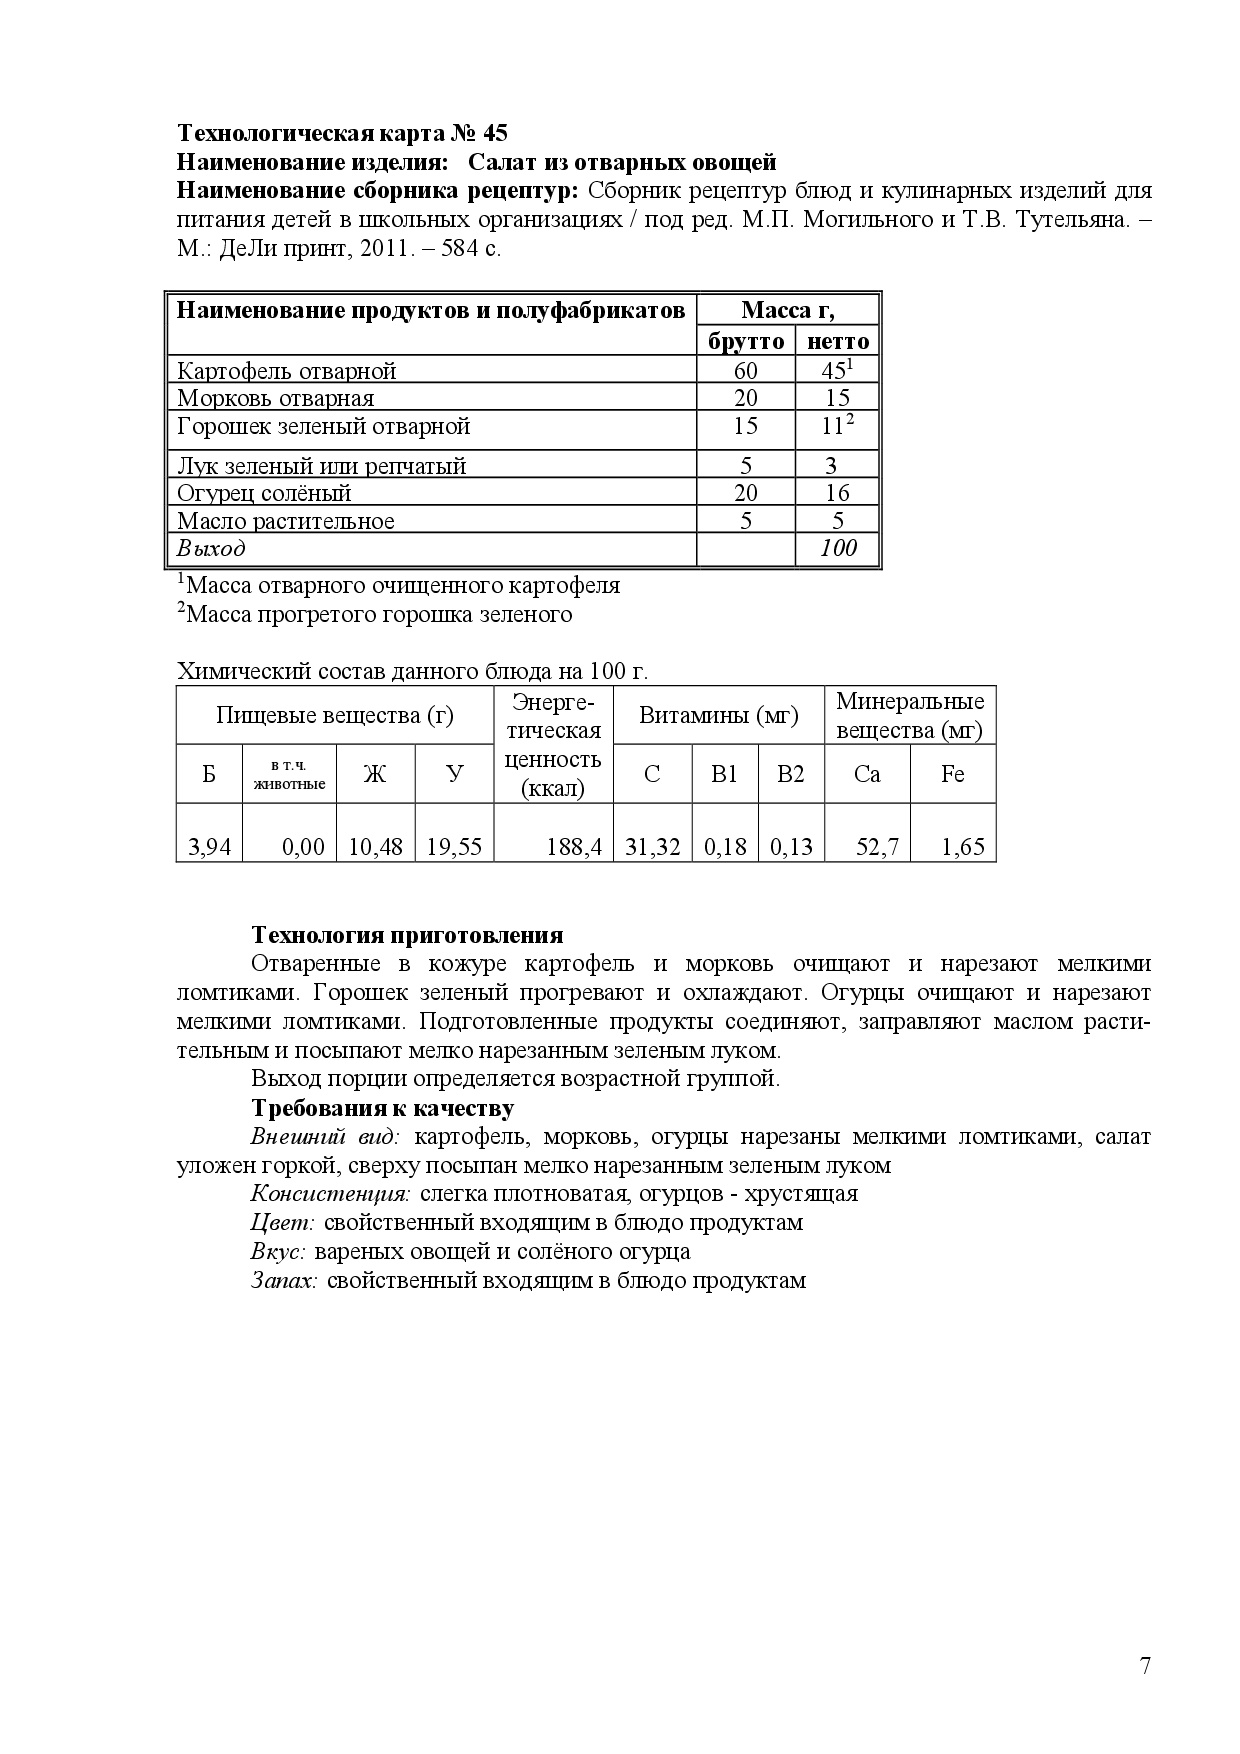 Технологическая карта № 45
Наименование изделия: Салат из отварных овощей
Наименование сборника рецептур: Сборник рецептур блюд и кулинарных изделий для
питания детей в школьных организациях / под ред. М.П. Могильного и Т.В. Тутельяна. –
М.: ДеЛи принт, 2011. – 584 с.
Наименование продуктов и полуфабрикатов Масса г,
брутто нетто
Картофель отварной 60 45¹
Морковь отварная 20 15
Горошек зеленый отварной 15 11²
Лук зеленый или репчатый 5 3
Огурец солёный 20 16
Масло растительное 5 5
Выход 100
¹Масса отварного очищенного картофеля
²Масса прогретого горошка зеленого
Химический состав данного блюда на 100 г.
Пищевые вещества (г) Энерге-
тическая
ценность
(ккал) Витамины (мг) Минеральные
вещества (мг)
Б в т.ч.
животные Ж У С В1 В2 Ca Fe
3,94 0,00 10,48 19,55 188,4 31,32 0,18 0,13 52,7 1,65
Технология приготовления
Отваренные в кожуре картофель и морковь очищают и нарезают мелкими
ломтиками. Горошек зеленый прогревают и охлаждают. Огурцы очищают и нарезают
мелкими ломтиками. Подготовленные продукты соединяют, заправляют маслом расти-
тельным и посыпают мелко нарезанным зеленым луком.
Выход порции определяется возрастной группой.
Требования к качеству
Внешний вид: картофель, морковь, огурцы нарезаны мелкими ломтиками, салат
уложен горкой, сверху посыпан мелко нарезанным зеленым луком
Консистенция: слегка плотноватая, огурцов - хрустящая
Цвет: свойственный входящим в блюдо продуктам
Вкус: вареных овощей и солёного огурца
Запах: свойственный входящим в блюдо продуктам
7